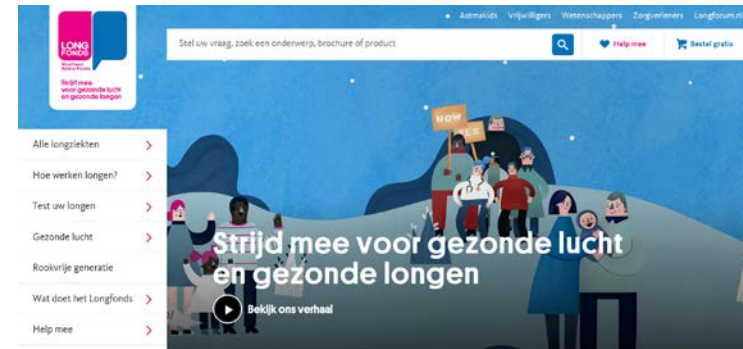 Astmakids Vrijwilligers Wetenschappers Zorgverleners Longforum.nl
LONG
FONDS
Strijd mee
voor gezonde lucht
en gezonde longen
Stel uw vraag, zoek een onderwerp, brochure of product
Help mee
Bestel gratis
Alle longziekten
Hoe werken longen?
Test uw longen
Gezonde lucht
Rookvrije generatie
Wat doet het Longfonds
Help mee
NOW
YES
Strijd mee voor gezonde lucht
en gezonde longen
Bekijk ons verhaal